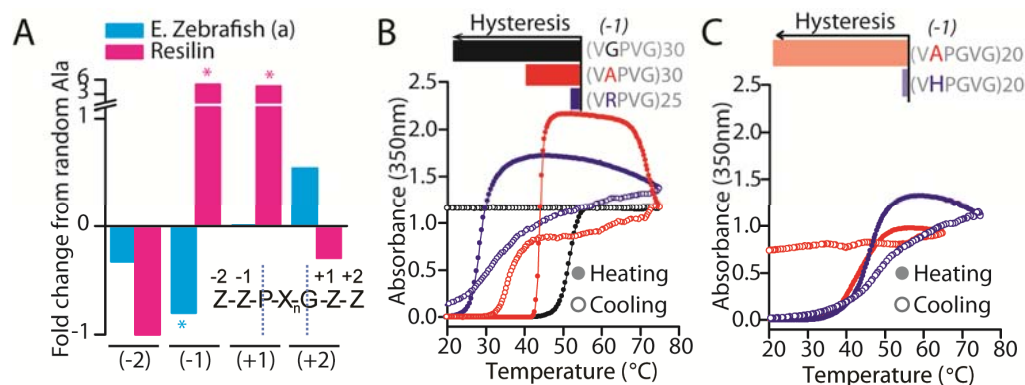 A
E. Zebrafish (a)
Resilin
Fold change from random Ala
6
3
1
0
-1
*
*
*
-2 -1 +1 +2
Z-Z-P-XnG-Z-Z
(-2) (-1) (+1) (+2)
B
Hysteresis (-1)
(VGPVG)30
(VAPVG)30
(VRPVG)25
Absorbance (350nm)
2.5
2.0
1.5
1.0
0.5
0.0
Heating
Cooling
20 30 40 50 60 70 80
Temperature (°C)
C
Hysteresis (-1)
(VAPGVG)20
(VHPGVG)20
Absorbance (350nm)
2.5
2.0
1.5
1.0
0.5
0.0
Heating
Cooling
20 30 40 50 60 70 80
Temperature (°C)